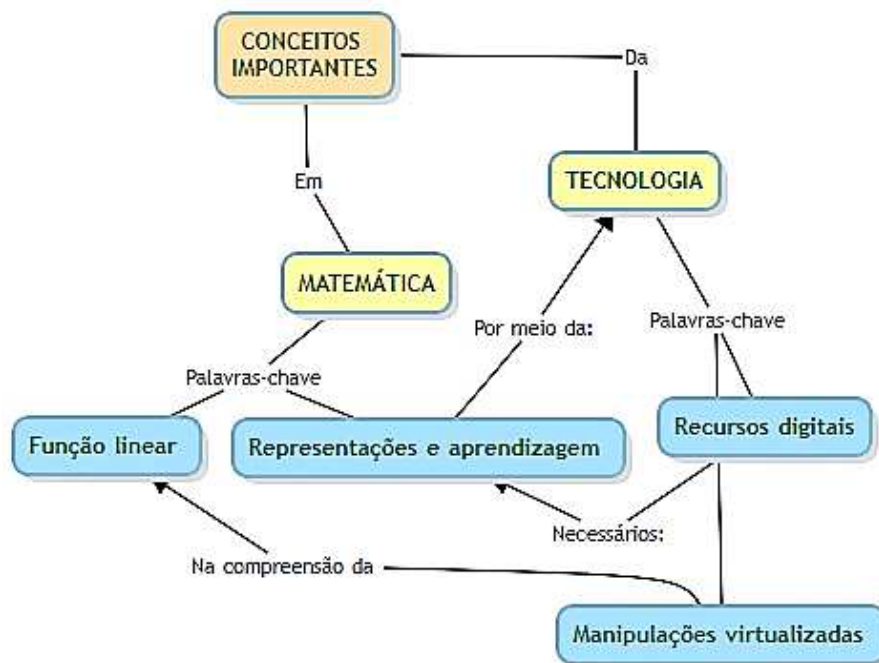 CONCEITOS
IMPORTANTES
Da
TECNOLOGIA
Em
MATEMÁTICA
Por meio da:
Palavras-chave
Palavras-chave
Função linear
Representações e aprendizagem
Recursos digitais
Necessários:
Na compreensão da
Manipulações virtualizadas